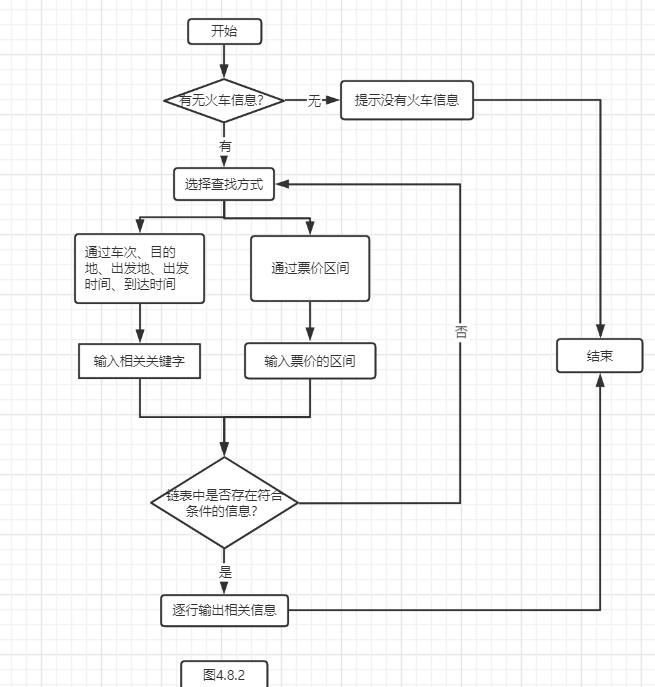 开始
有无火车信息?
无
提示没有火车信息
有
选择查找方式
通过车次、目的
地、出发地、出发
时间、到达时间
通过票价区间
否
输入相关关键字
输入票价的区间
结束
链表中是否存在符合
条件的信息?
是
逐行输出相关信息
图4.8.2